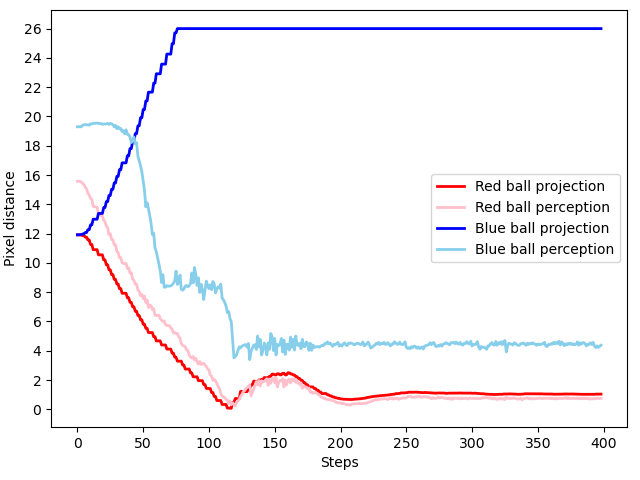 26
24
22
20
18
16
14
12
10
8
6
4
2
0
Pixel distance
Red ball projection
Red ball perception
Blue ball projection
Blue ball perception
0 50 100 150 200 250 300 350 400
Steps